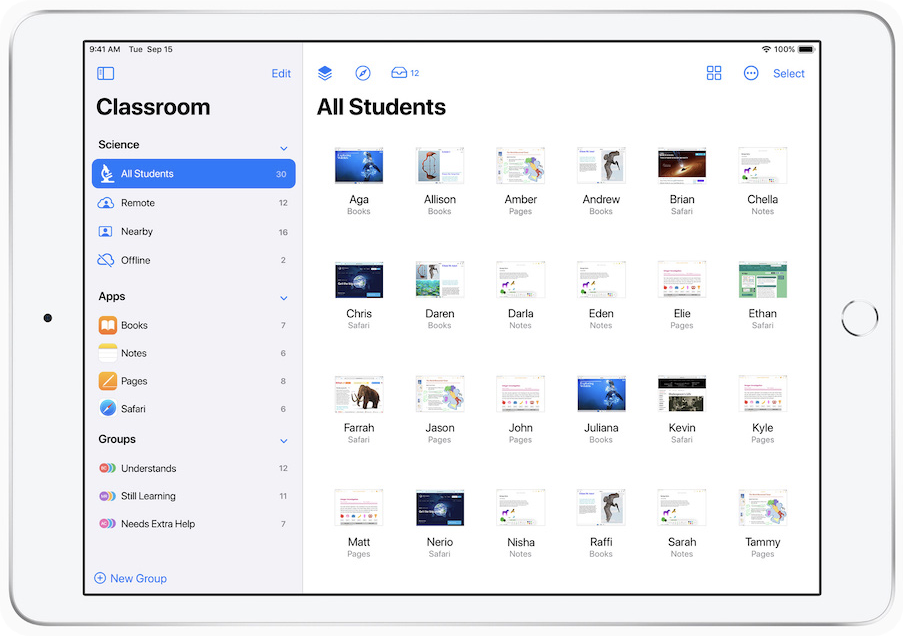 9:41 AM Tue Sep 15
100%
Edit
12
Select
Classroom
All Students
Science
All Students 30
Remote 12
Nearby 16
Offline 2
Apps
Books 7
Notes 6
Pages 8
Safari 6
Groups
Understands 12
Still Learning 11
Needs Extra Help 7
New Group
Aga Allison Amber Andrew Brian Chella
Books Books Pages Books Safari Notes
Chris Daren Darla Eden Elie Ethan
Safari Books Notes Notes Pages Safari
Farrah Jason John Juliana Kevin Kyle
Safari Pages Pages Books Safari Pages
Matt Nerio Nisha Raffi Sarah Tammy
Pages Safari Notes Books Notes Pages